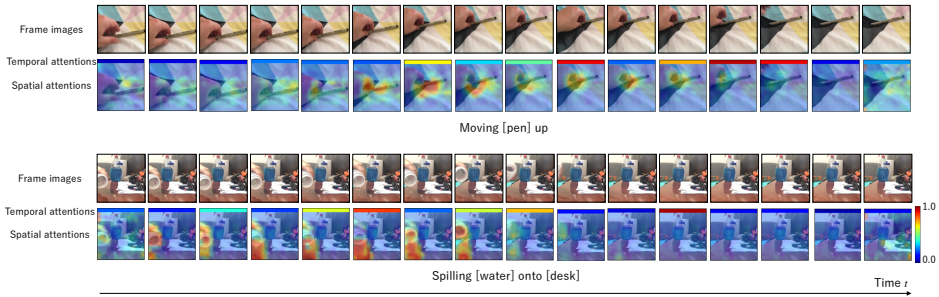 Frame images
Temporal attentions
Spatial attentions
Moving [pen] up
Frame images
Temporal attentions
Spatial attentions
1.0
0.0
Spilling [water] onto [desk]
Time t